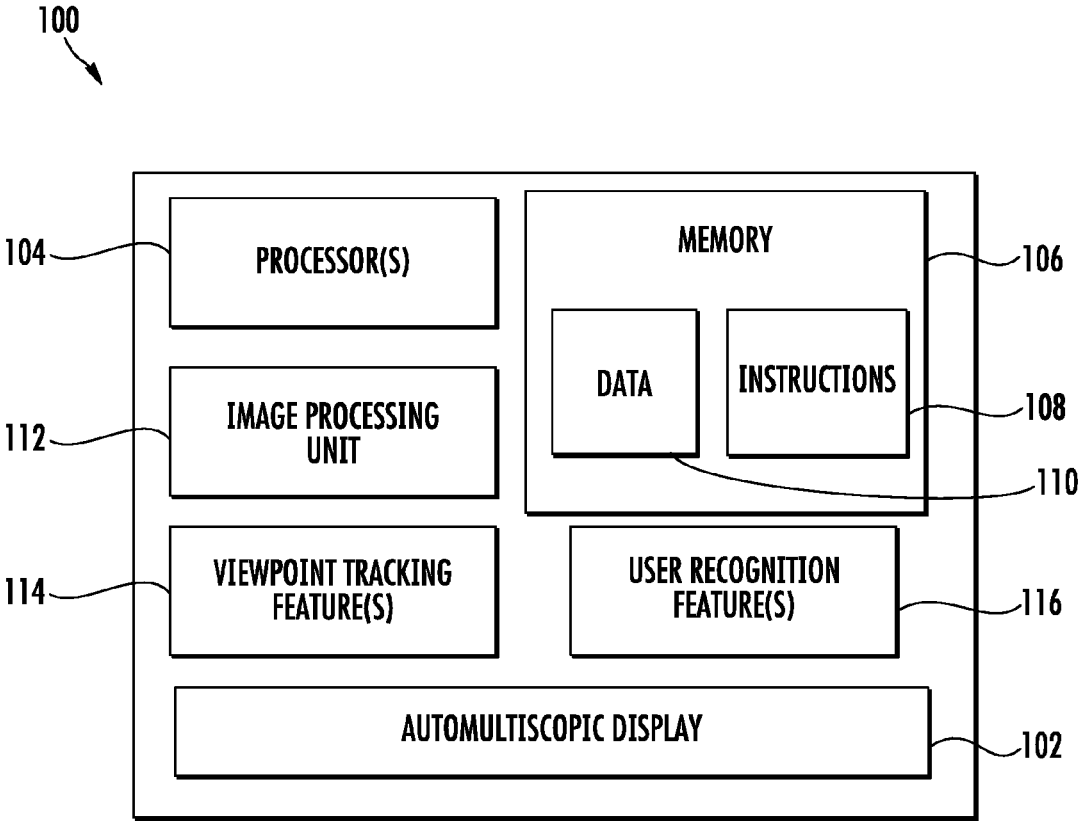 100
104
PROCESSOR(S)
MEMORY
106
DATA
INSTRUCTIONS
108
112
IMAGE PROCESSING
UNIT
110
114
VIEWPOINT TRACKING
FEATURE(S)
USER RECOGNITION
FEATURE(S)
116
AUTOMULTISCOPIC DISPLAY
102